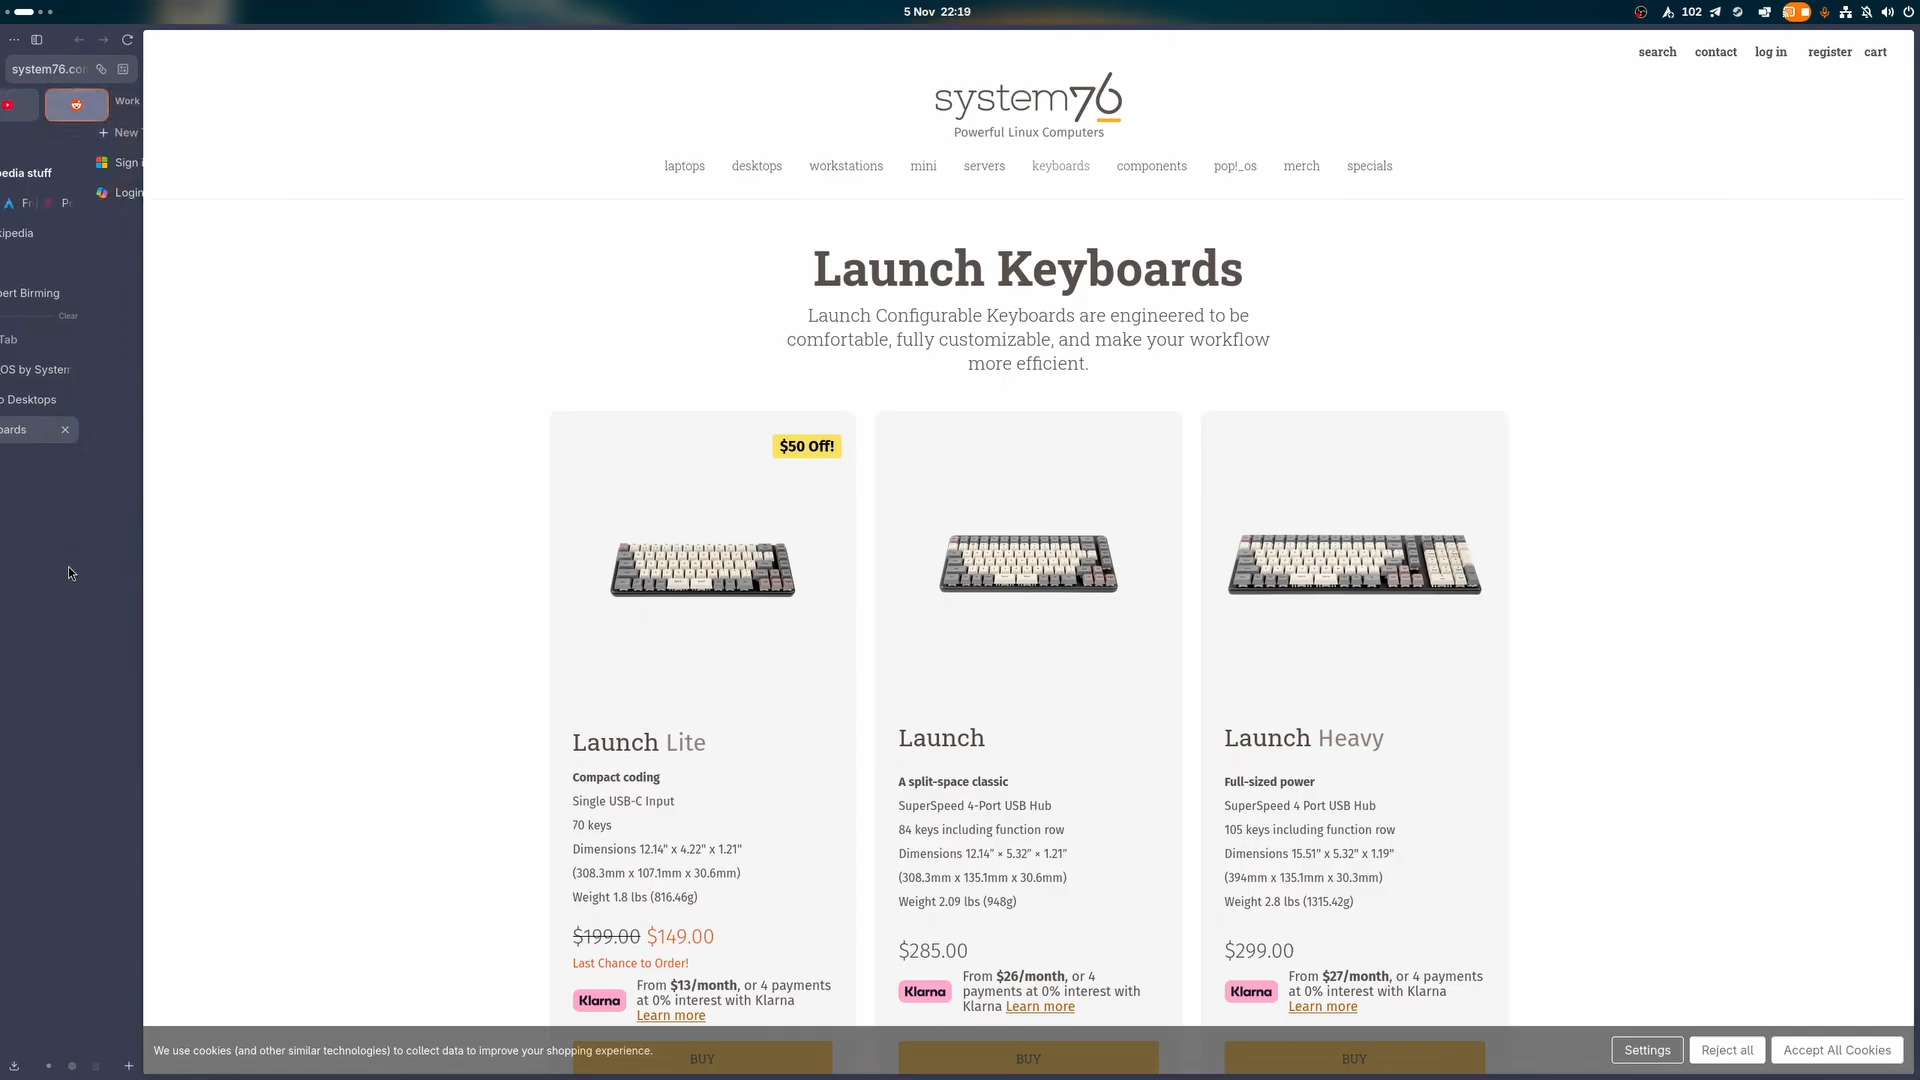 5 Nov 22:19
102
system76.co
search contact log in register cart
Work
system76
Powerful Linux Computers
New
Sign i
Login
laptops desktops workstations mini servers keyboards components pop!_os merch specials
pedia stuff
Fr
Po
kipedia
pert Birming
Clear
Tab
OS by System
p Desktops
oards
Launch Keyboards
Launch Configurable Keyboards are engineered to be
comfortable, fully customizable, and make your workflow
more efficient.
$50 Off!
Launch Lite
Compact coding
Single USB-C Input
70 keys
Dimensions 12.14" x 4.22" x 1.21"
(308.3mm x 107.1mm x 30.6mm)
Weight 1.8 lbs (816.46g)
$199.00 $149.00
Last Chance to Order!
Klarna
From $13/month, or 4 payments
at 0% interest with Klarna
Learn more
BUY
Launch
A split-space classic
SuperSpeed 4-Port USB Hub
84 keys including function row
Dimensions 12.14" × 5.32" × 1.21"
(308.3mm x 135.1mm x 30.6mm)
Weight 2.09 lbs (948g)
$285.00
Klarna
From $26/month, or 4
payments at 0% interest with
Klarna Learn more
BUY
Launch Heavy
Full-sized power
SuperSpeed 4 Port USB Hub
105 keys including function row
Dimensions 15.51" x 5.32" x 1.19"
(394mm x 135.1mm x 30.3mm)
Weight 2.8 lbs (1315.42g)
$299.00
Klarna
From $27/month, or 4 payments
at 0% interest with Klarna
Learn more
BUY
We use cookies (and other similar technologies) to collect data to improve your shopping experience.
Settings
Reject all
Accept All Cookies